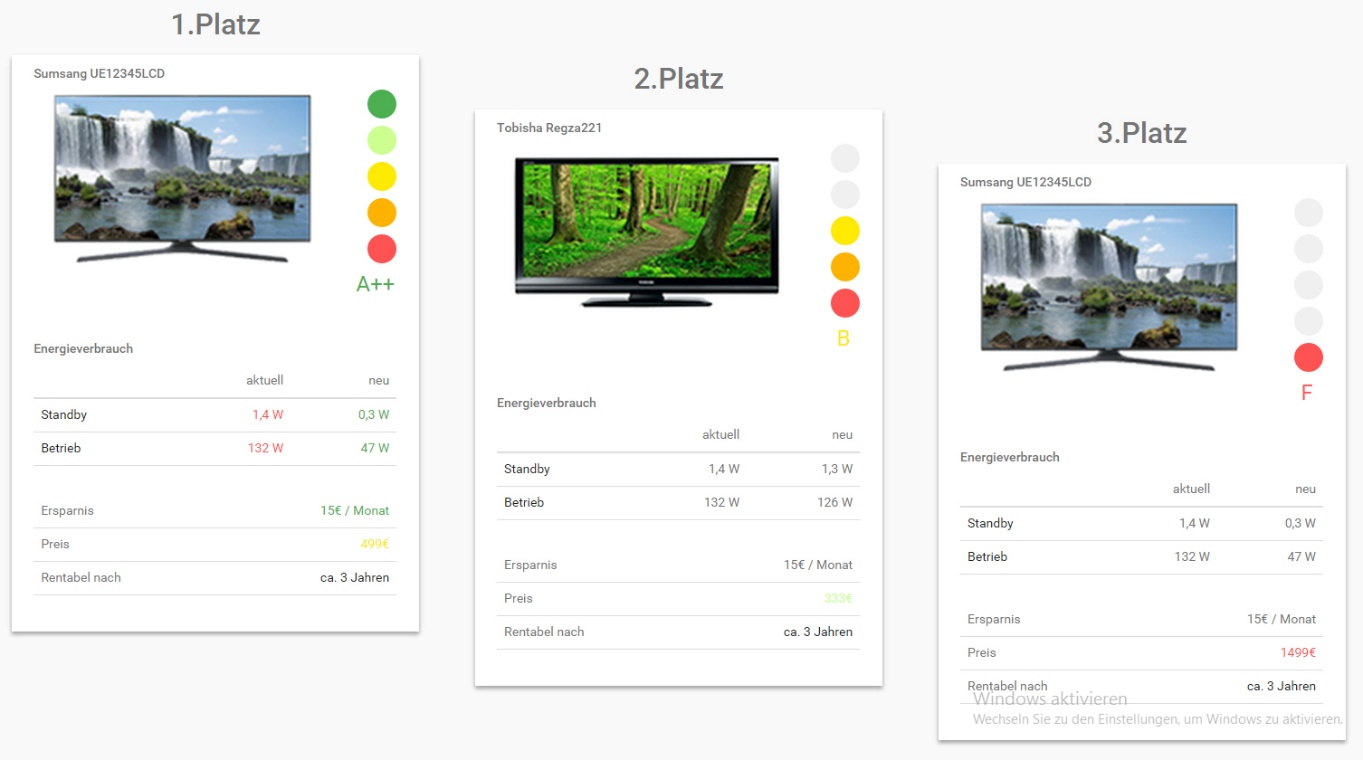 1.Platz
Sumsang UE12345LCD
A++
Energieverbrauch
aktuell neu
Standby 1,4 W 0,3 W
Betrieb 132 W 47 W
Ersparnis 15€ / Monat
Preis 499€
Rentabel nach ca. 3 Jahren
2.Platz
Tobisha Regza221
B
Energieverbrauch
aktuell neu
Standby 1,4 W 1,3 W
Betrieb 132 W 126 W
Ersparnis 15€ / Monat
Preis 333€
Rentabel nach ca. 3 Jahren
3.Platz
Sumsang UE12345LCD
F
Energieverbrauch
aktuell neu
Standby 1,4 W 0,3 W
Betrieb 132 W 47 W
Ersparnis 15€ / Monat
Preis 1499€
Rentabel nach ca. 3 Jahren
Windows aktivieren
Wechseln Sie zu den Einstellungen, um Windows zu aktivieren.